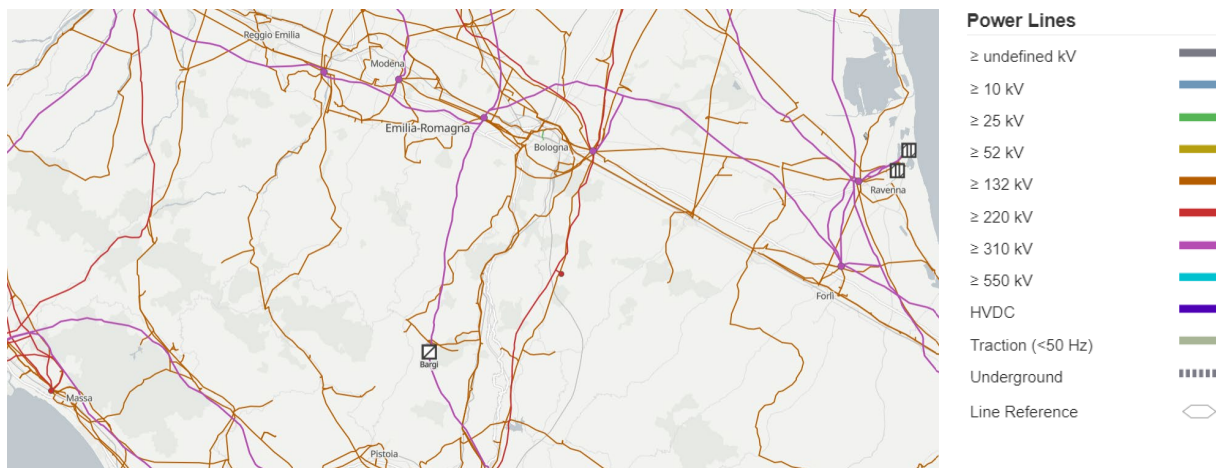 Reggio Emilia
Modena
Emilia-Romagna
Bologna
Ravenna
Forlì
Bargi
Massa
Pistoia
Power Lines
≥ undefined kV
≥ 10 kV
≥ 25 kV
≥ 52 kV
≥ 132 kV
≥ 220 kV
≥ 310 kV
≥ 550 kV
HVDC
Traction (<50 Hz)
Underground
Line Reference